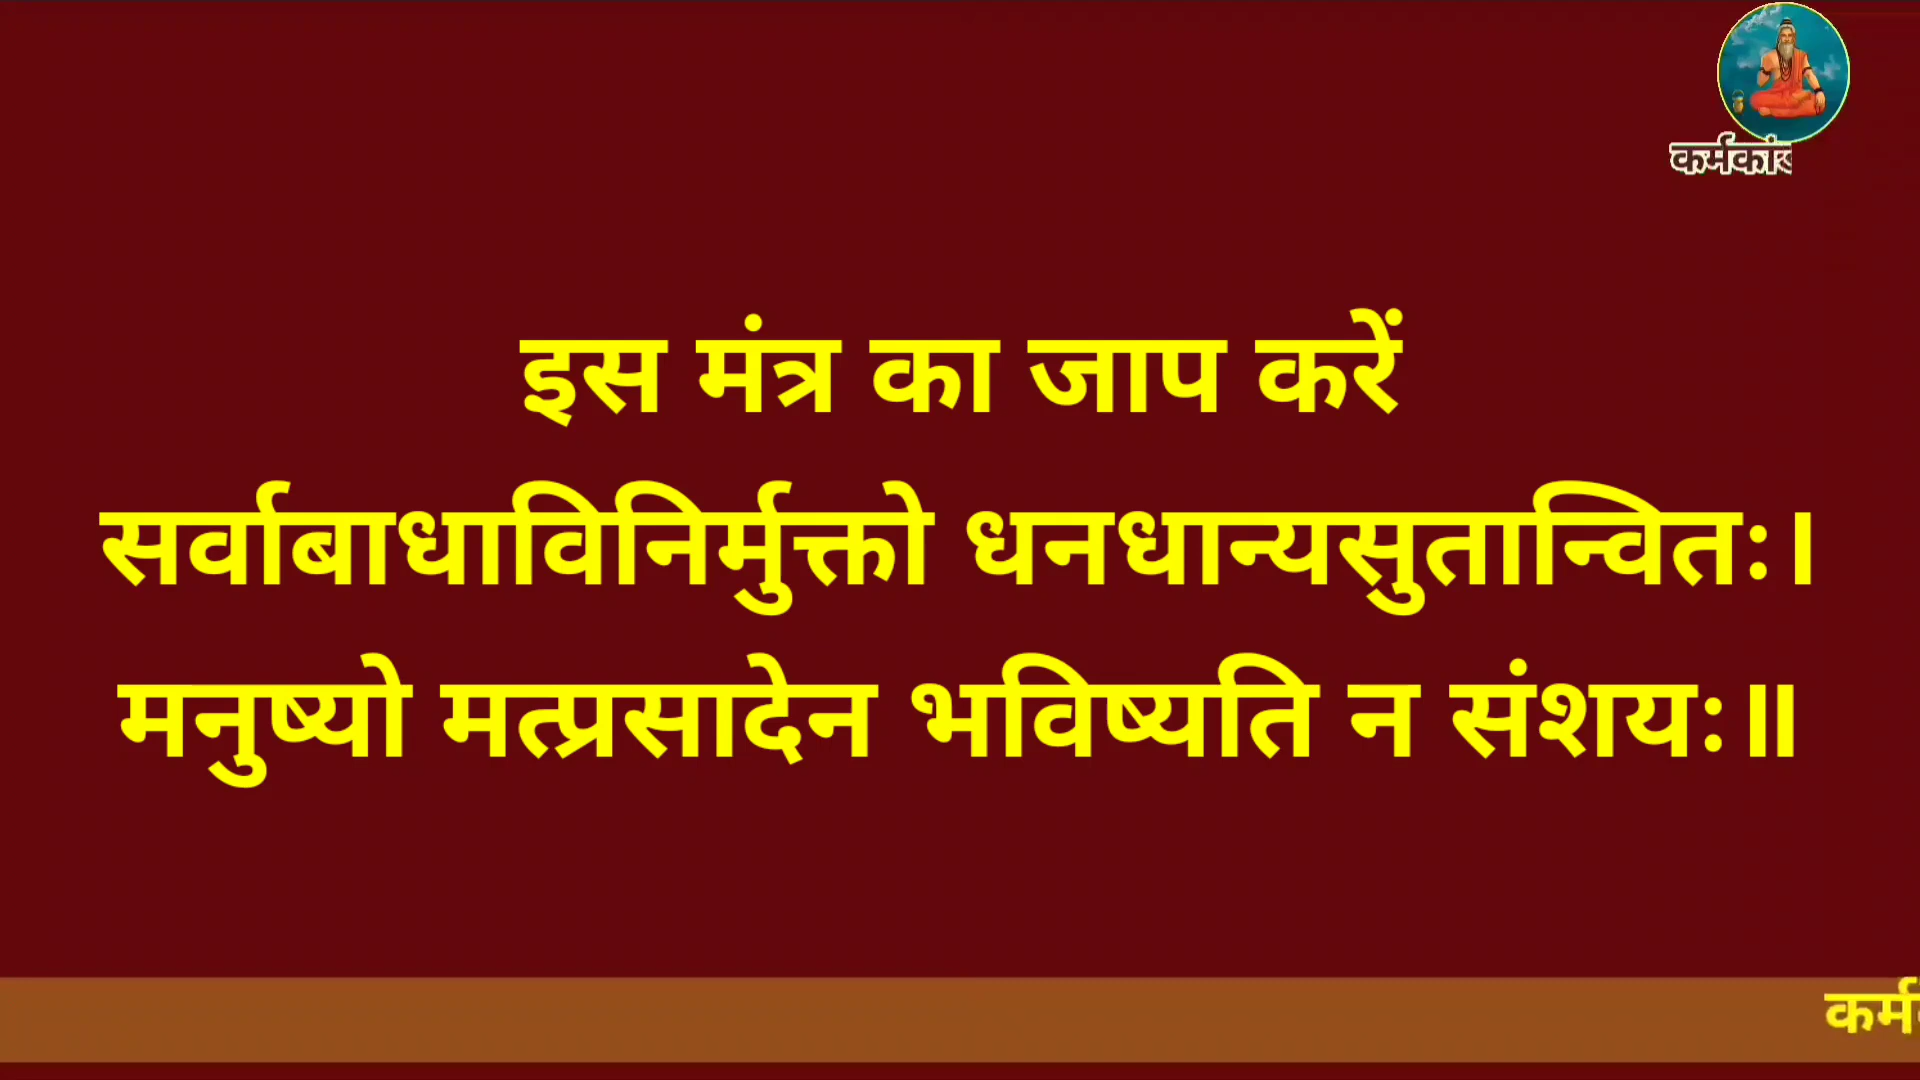 इस मंत्र का जाप करें
सर्वाबाधाविनिर्मुक्तो धनधान्यसुतान्वितः।
मनुष्यो मत्प्रसादेन भविष्यति न संशयः॥